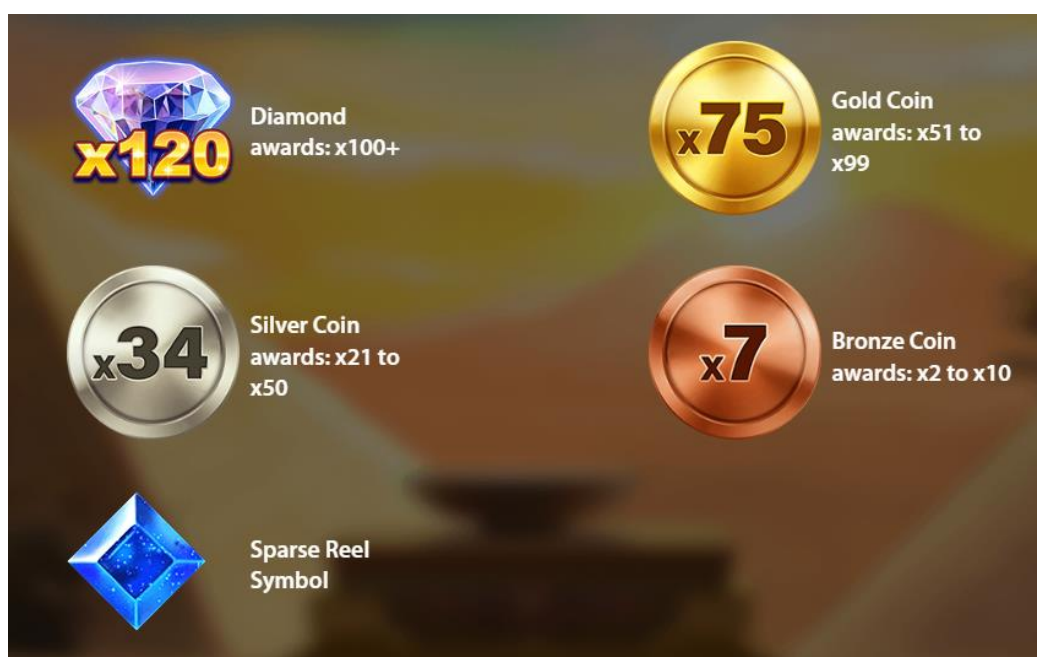 x120
Diamond
awards: x100+
x75
Gold Coin
awards: x51 to
x99
x34
Silver Coin
awards: x21 to
x50
x7
Bronze Coin
awards: x2 to x10
Sparse Reel
Symbol